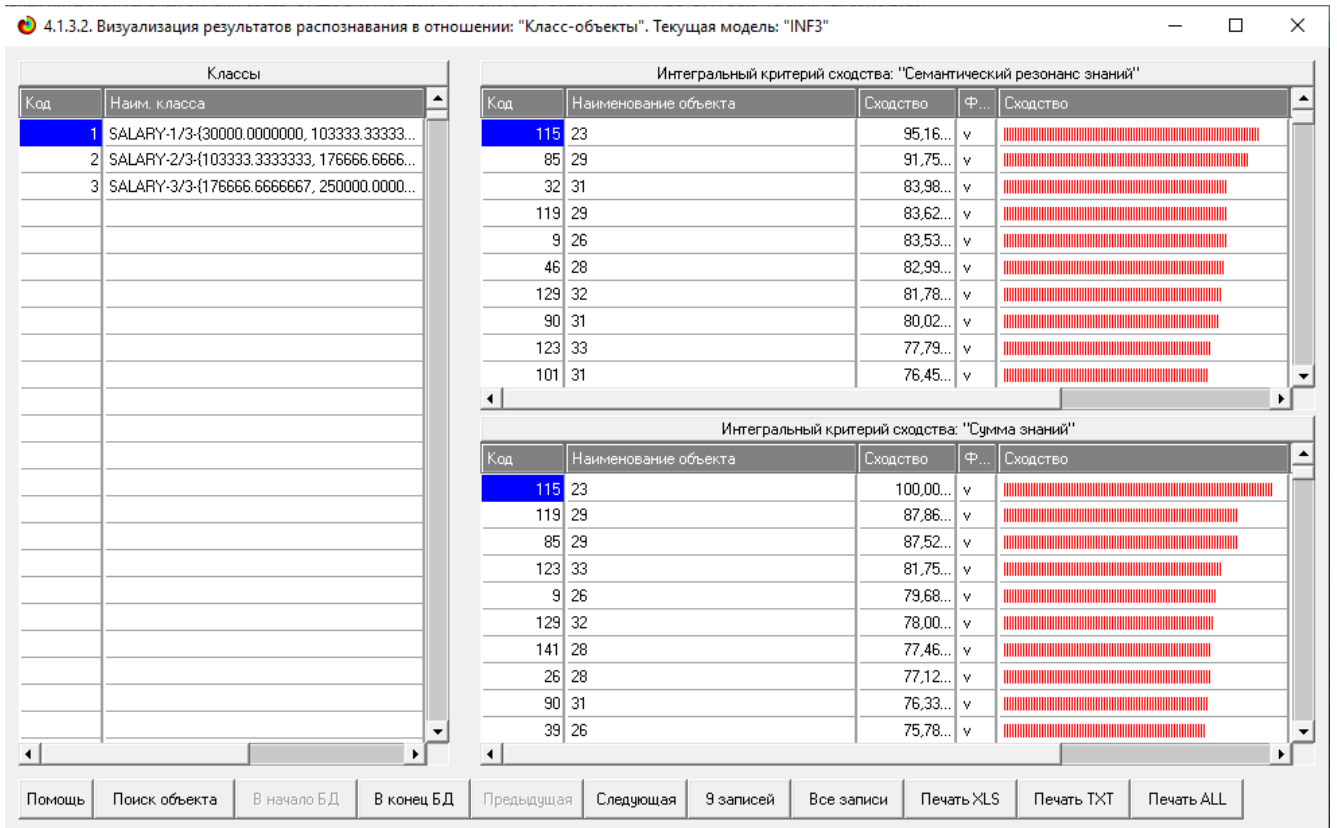 4.1.3.2. Визуализация результатов распознавания в отношении: "Класс-объекты". Текущая модель: "INF3"
Классы
Код Наим. класса
1 SALARY-1/3-{30000.0000000, 103333.33333...
2 SALARY-2/3-{103333.3333333, 176666.6666...
3 SALARY-3/3-{176666.6666667, 250000.0000...
Интегральный критерий сходства: "Семантический резонанс знаний"
Код Наименование объекта Сходство Ф... Сходство
115 23 95,16... v
85 29 91,75... v
32 31 83,98... v
119 29 83,62... v
9 26 83,53... v
46 28 82,99... v
129 32 81,78... v
90 31 80,02... v
123 33 77,79... v
101 31 76,45... v
Интегральный критерий сходства: "Сумма знаний"
Код Наименование объекта Сходство Ф... Сходство
115 23 100,00... v
119 29 87,86... v
85 29 87,52... v
123 33 81,75... v
9 26 79,68... v
129 32 78,00... v
141 28 77,46... v
26 28 77,12... v
90 31 76,33... v
39 26 75,78... v
Помощь Поиск объекта В начало БД В конец БД Предыдущая Следующая 9 записей Все записи Печать XLS Печать TXT Печать ALL